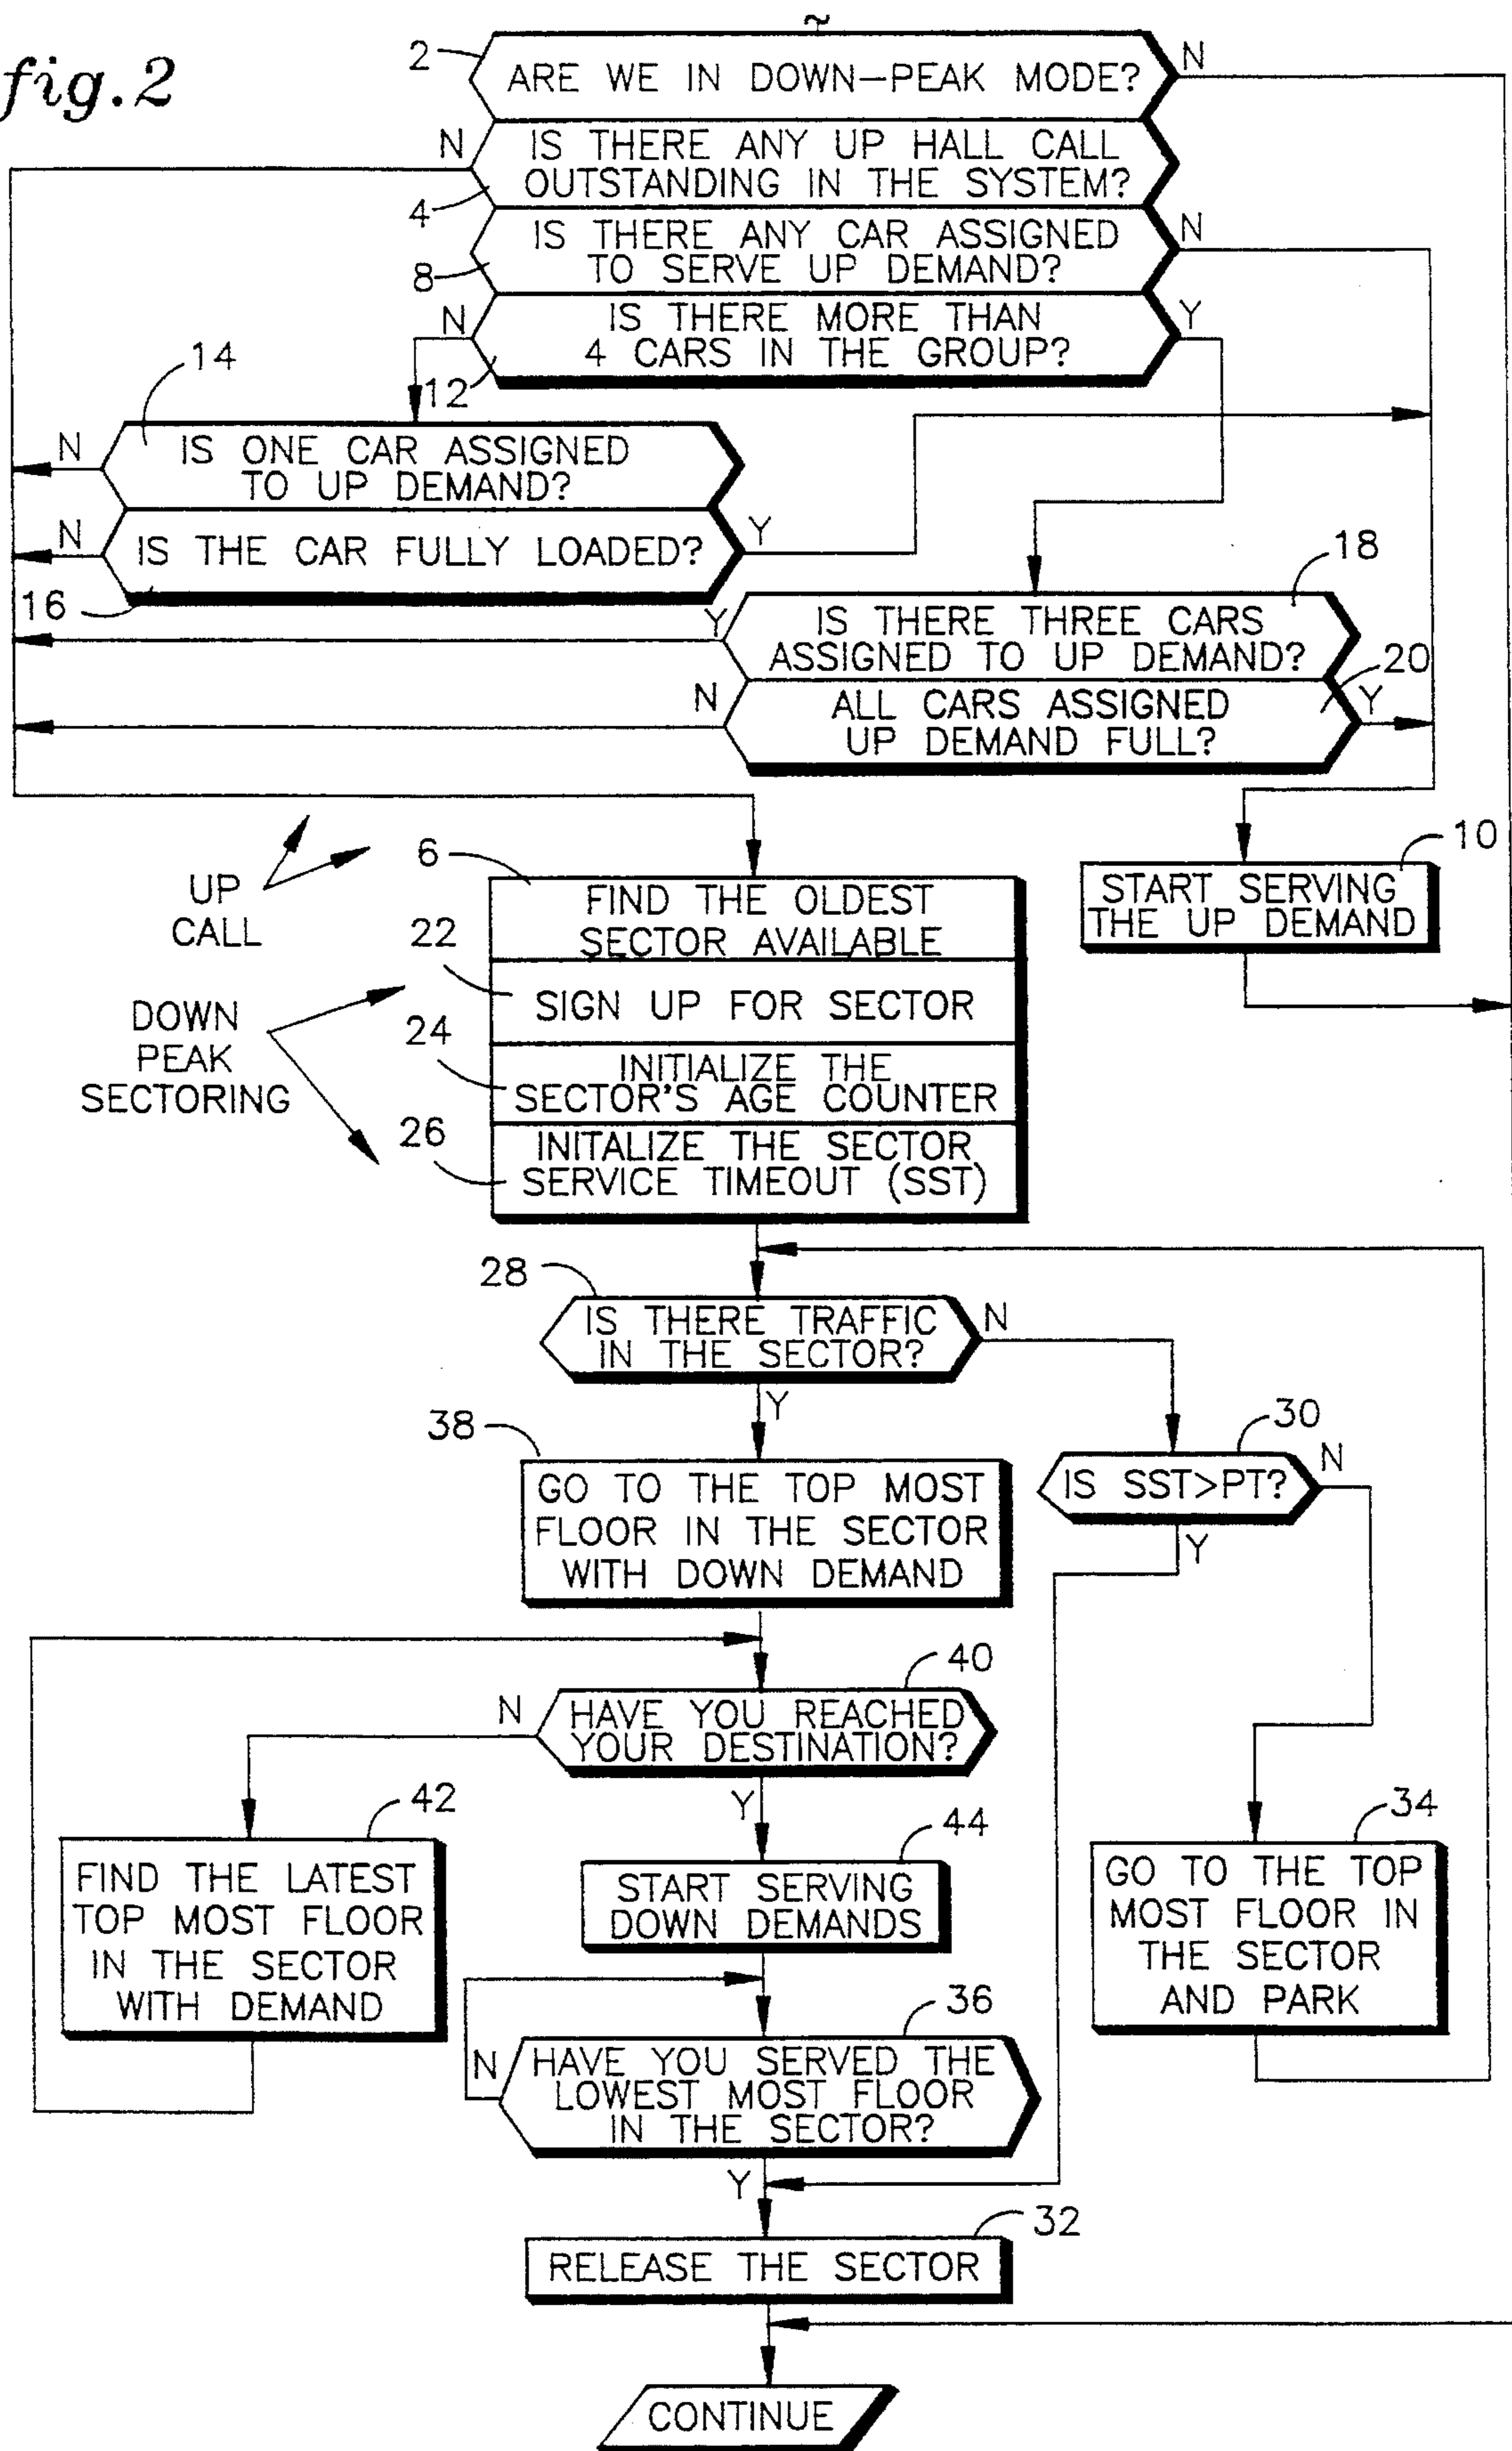 fig.2
2
ARE WE IN DOWN-PEAK MODE?
N
N
IS THERE ANY UP HALL CALL
OUTSTANDING IN THE SYSTEM?
4
IS THERE ANY CAR ASSIGNED
TO SERVE UP DEMAND?
N
8
N
IS THERE MORE THAN
4 CARS IN THE GROUP?
Y
12
14
N
IS ONE CAR ASSIGNED
TO UP DEMAND?
N
IS THE CAR FULLY LOADED?
Y
16
18
Y
IS THERE THREE CARS
ASSIGNED TO UP DEMAND?
20
N
ALL CARS ASSIGNED
UP DEMAND FULL?
Y
UP
CALL
6
FIND THE OLDEST
SECTOR AVAILABLE
10
START SERVING
THE UP DEMAND
22
SIGN UP FOR SECTOR
DOWN
PEAK
SECTORING
24
INITIALIZE THE
SECTOR'S AGE COUNTER
26
INITALIZE THE SECTOR
SERVICE TIMEOUT (SST)
28
IS THERE TRAFFIC
IN THE SECTOR?
N
Y
30
IS SST>PT?
N
Y
38
GO TO THE TOP MOST
FLOOR IN THE SECTOR
WITH DOWN DEMAND
40
N
HAVE YOU REACHED
YOUR DESTINATION?
Y
42
FIND THE LATEST
TOP MOST FLOOR
IN THE SECTOR
WITH DEMAND
44
START SERVING
DOWN DEMANDS
34
GO TO THE TOP
MOST FLOOR IN
THE SECTOR
AND PARK
36
N
HAVE YOU SERVED THE
LOWEST MOST FLOOR
IN THE SECTOR?
Y
32
RELEASE THE SECTOR
CONTINUE